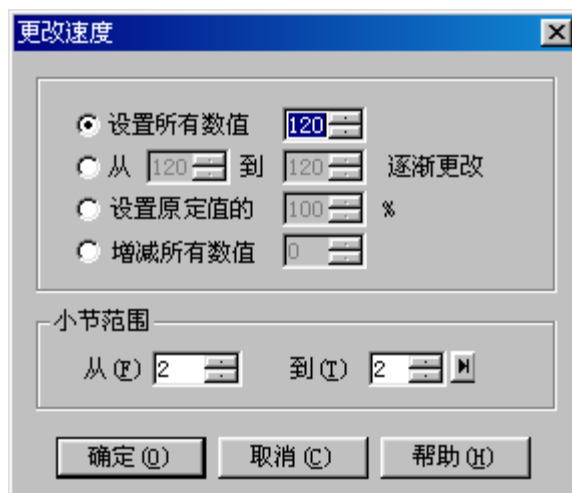 更改速度
设置所有数值 120
从 120 到 120 逐渐更改
设置原定值的 100 %
增减所有数值 0
小节范围
从(F) 2 到(T) 2
确定(O) 取消(C) 帮助(H)